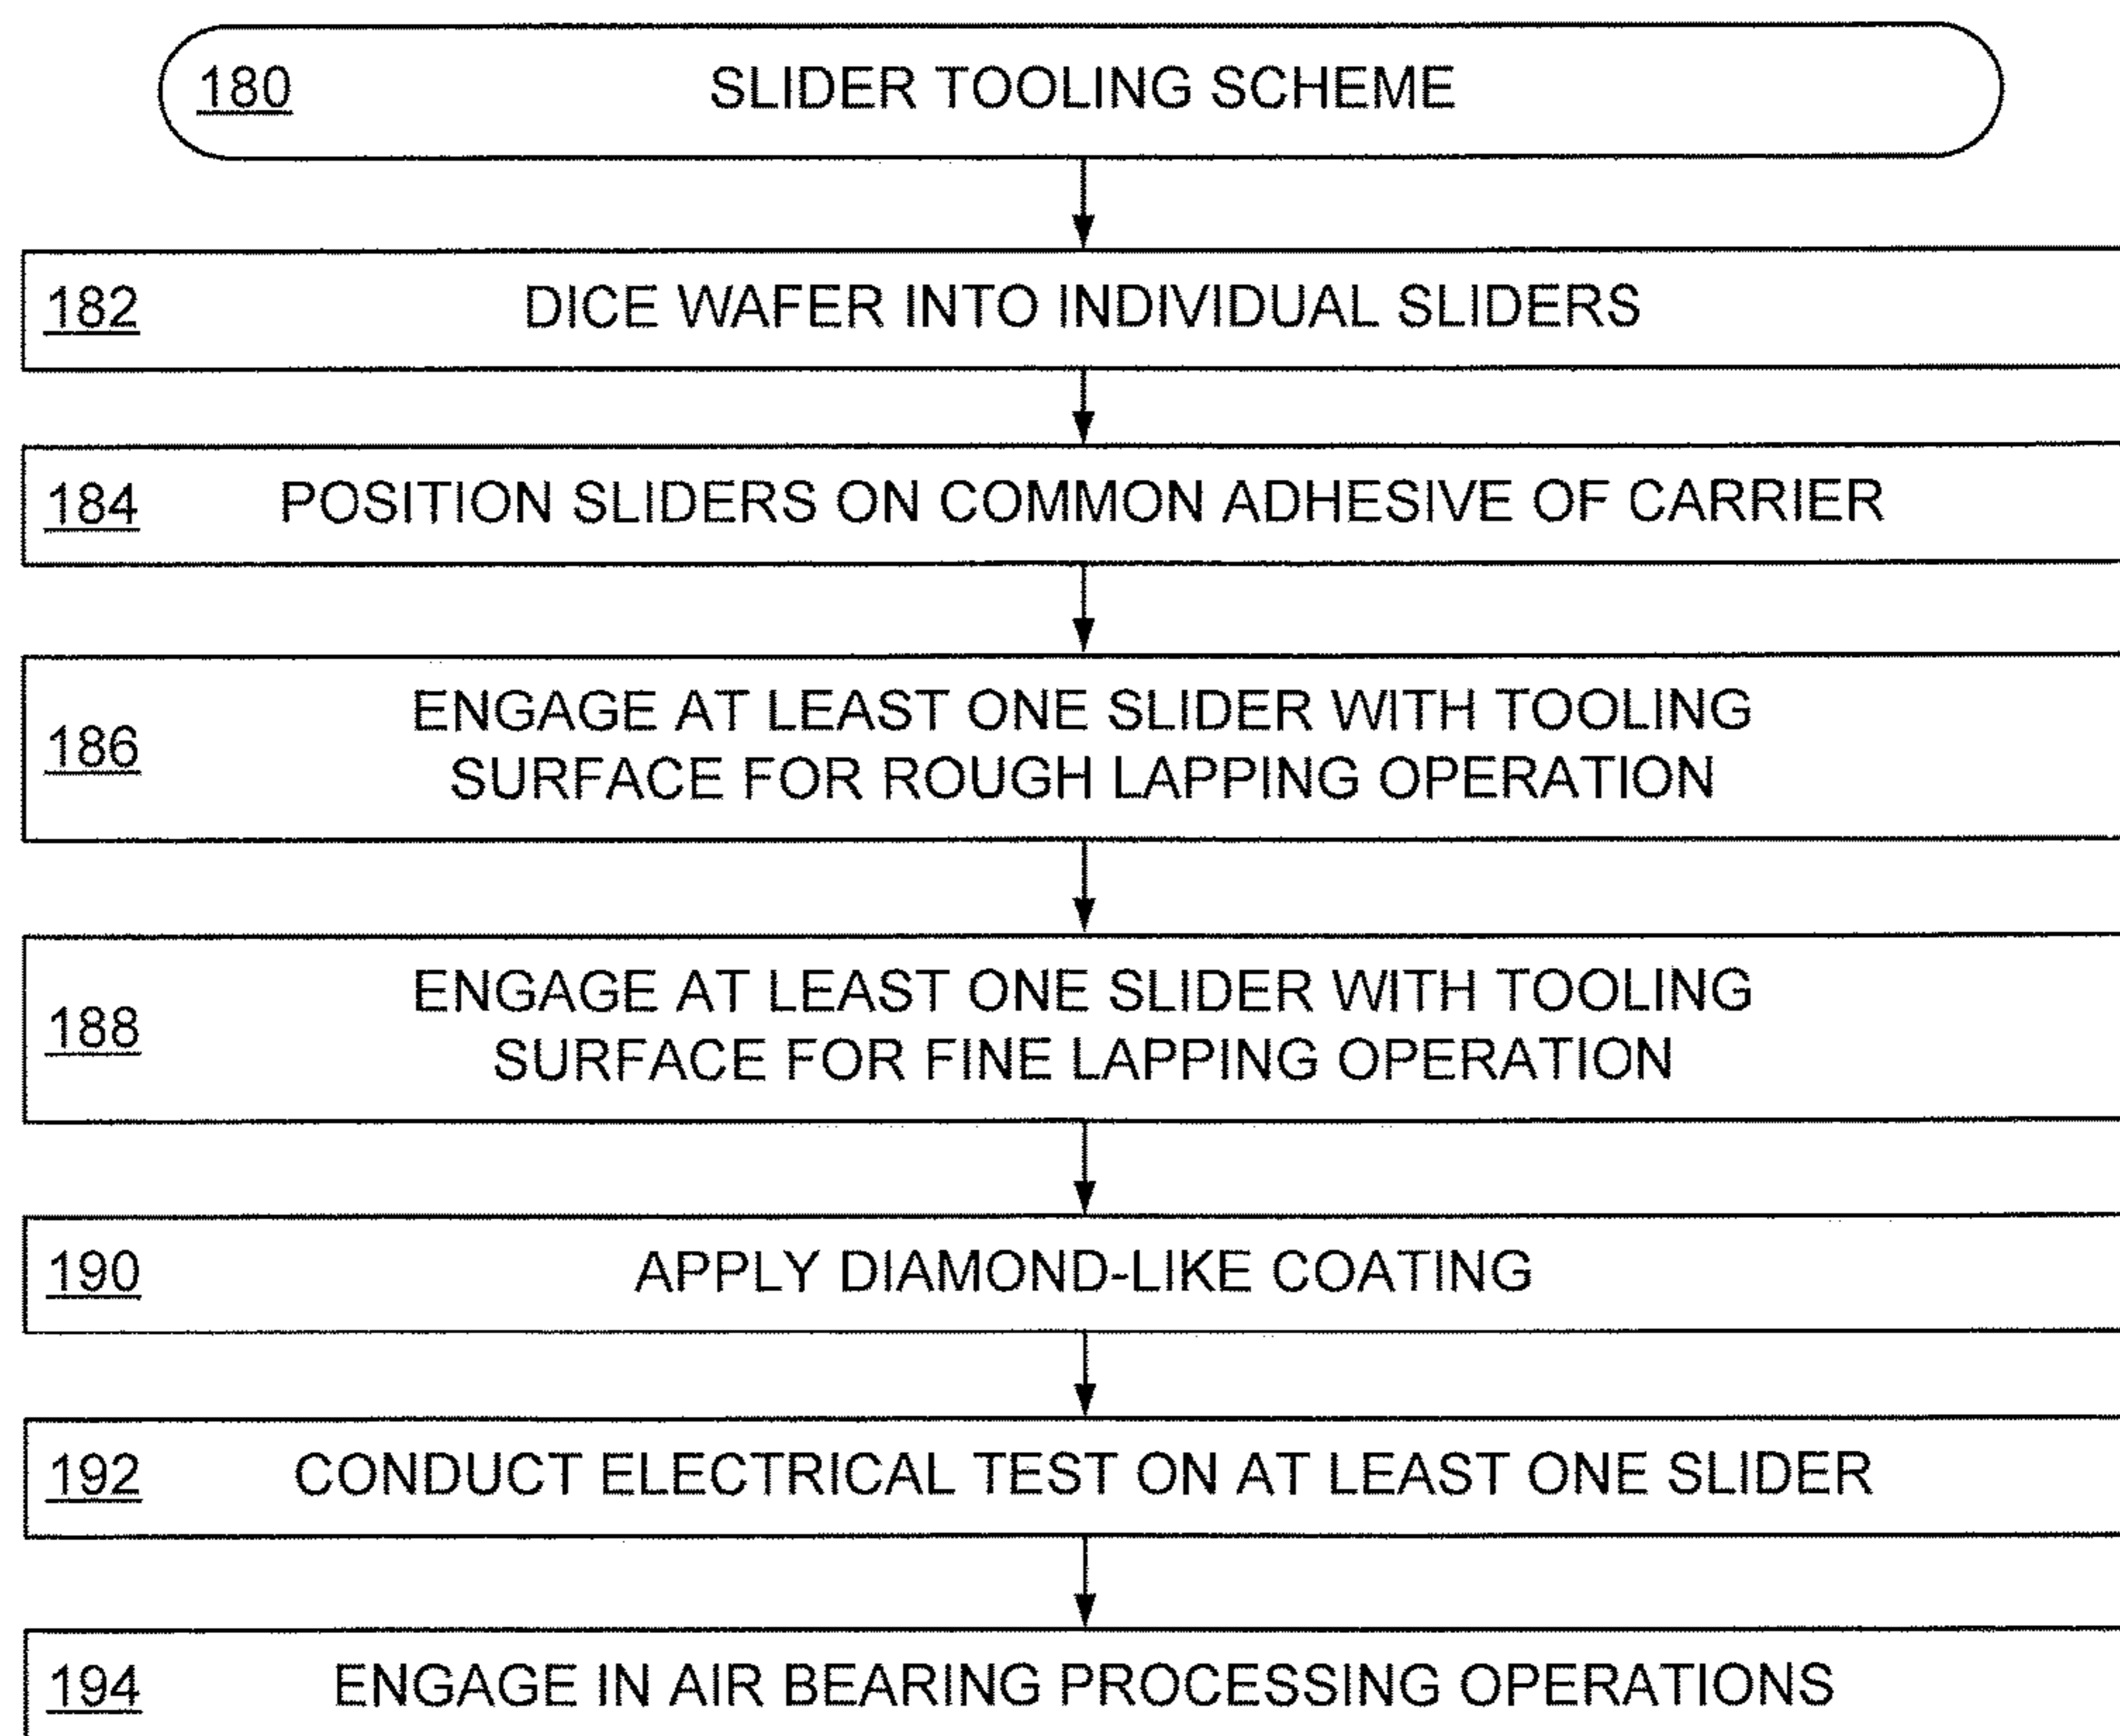 180 SLIDER TOOLING SCHEME
182 DICE WAFER INTO INDIVIDUAL SLIDERS
184 POSITION SLIDERS ON COMMON ADHESIVE OF CARRIER
186 ENGAGE AT LEAST ONE SLIDER WITH TOOLING
SURFACE FOR ROUGH LAPPING OPERATION
188 ENGAGE AT LEAST ONE SLIDER WITH TOOLING
SURFACE FOR FINE LAPPING OPERATION
190 APPLY DIAMOND-LIKE COATING
192 CONDUCT ELECTRICAL TEST ON AT LEAST ONE SLIDER
194 ENGAGE IN AIR BEARING PROCESSING OPERATIONS